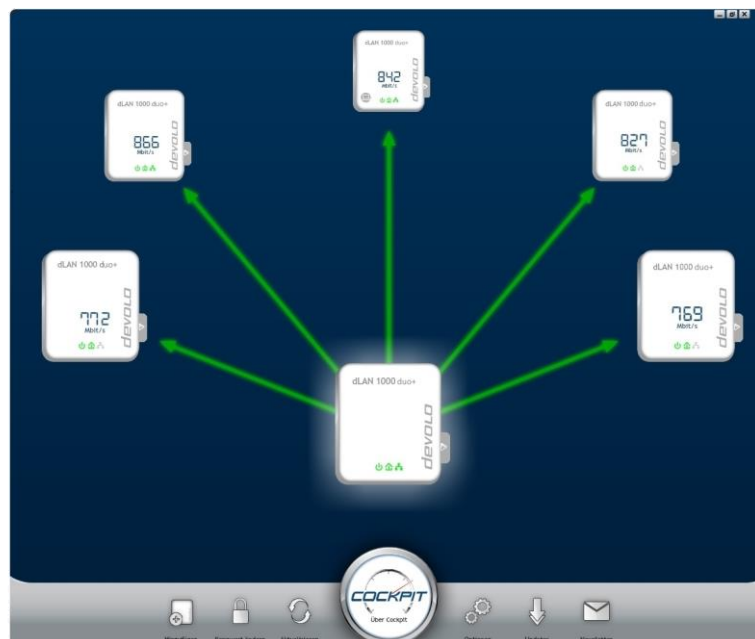 dLAN 1000 duo+
842
Mbit/s
devolo
dLAN 1000 duo+
866
Mbit/s
devolo
dLAN 1000 duo+
827
Mbit/s
devolo
dLAN 1000 duo+
772
Mbit/s
devolo
dLAN 1000 duo+
769
Mbit/s
devolo
dLAN 1000 duo+
devolo
COCKPIT
Über Cockpit